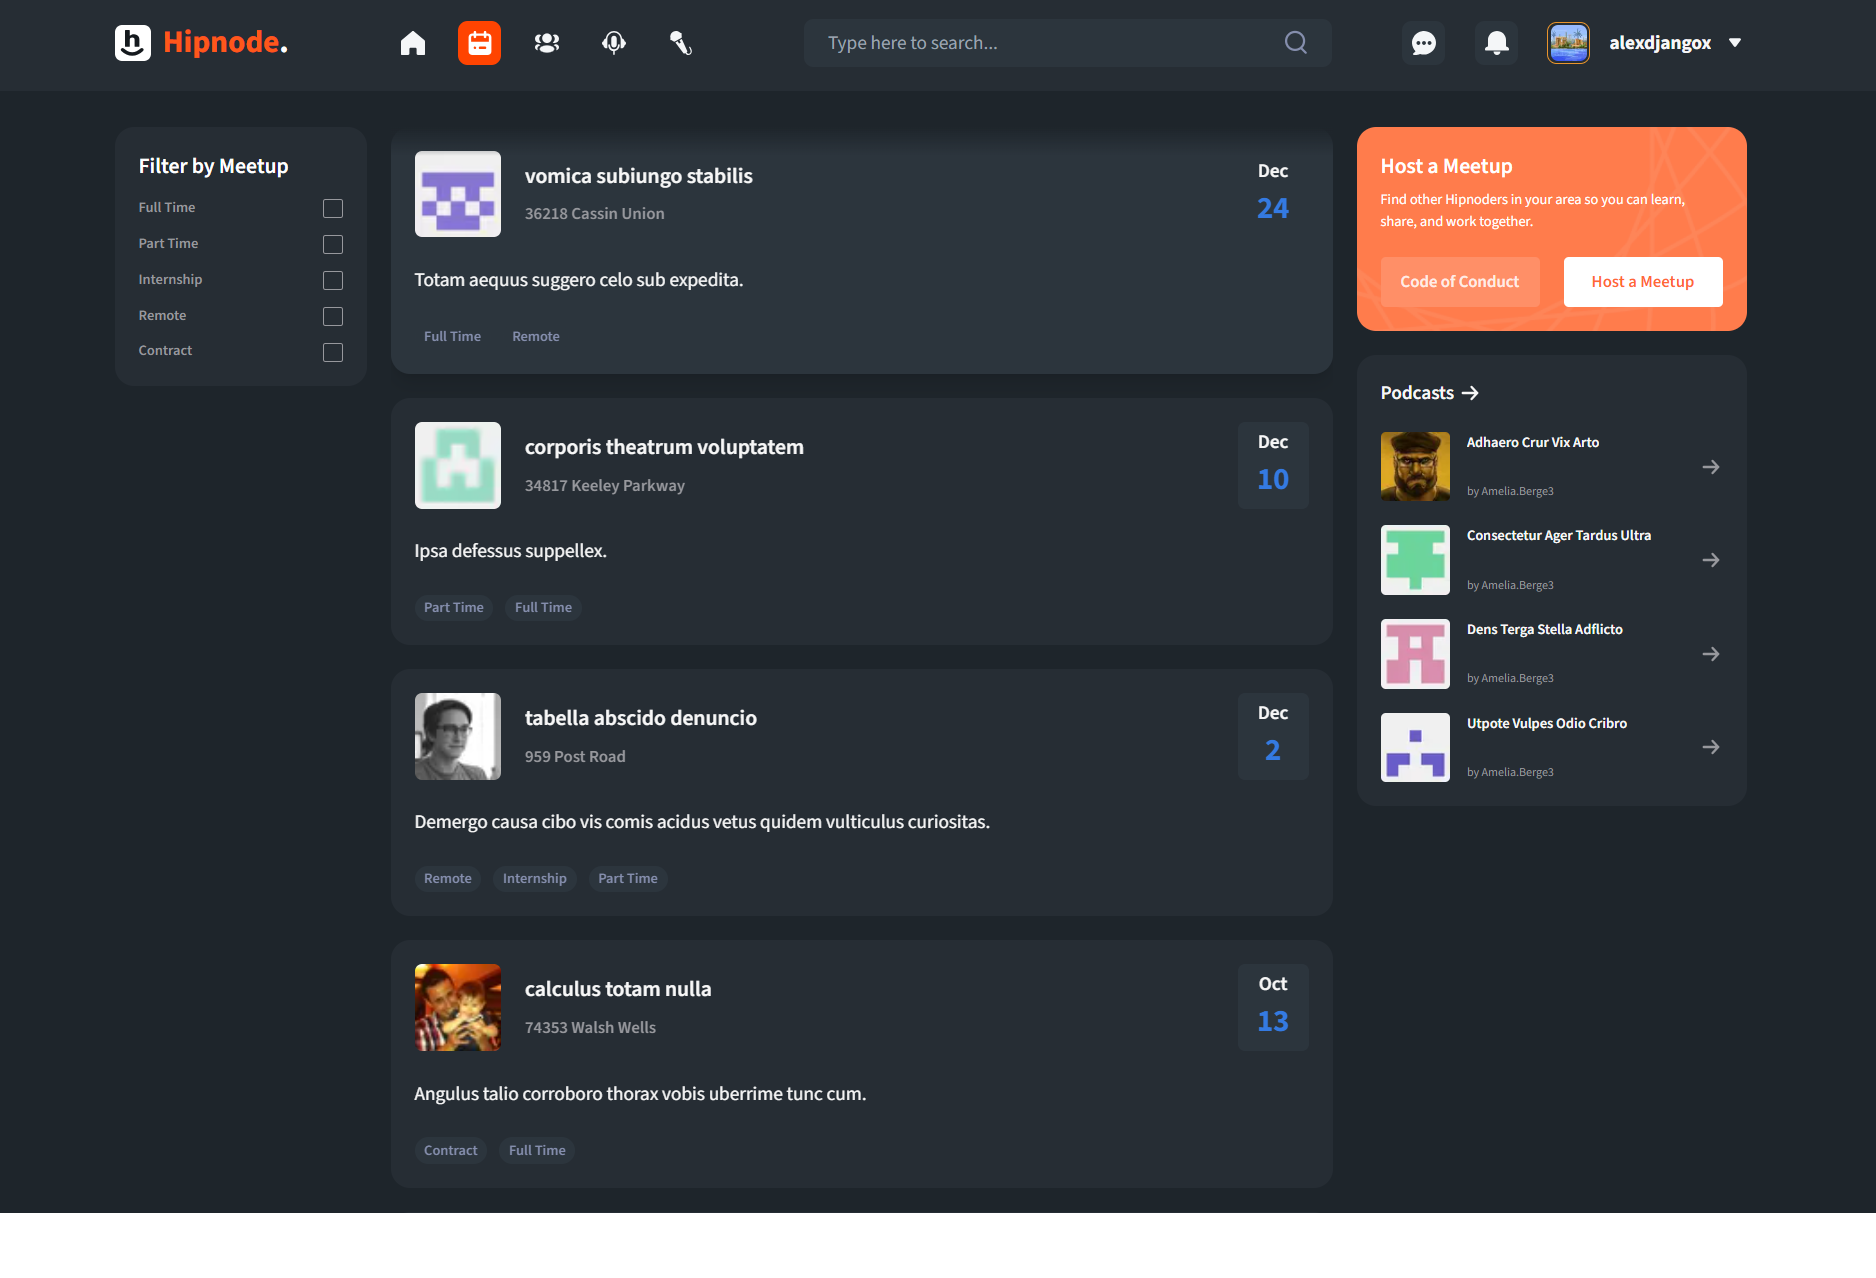 Hipnode.
Type here to search...
alexdjangox
Filter by Meetup
Full Time
Part Time
Internship
Remote
Contract
vomica subiungo stabilis
36218 Cassin Union
Dec
24
Totam aequus suggero celo sub expedita.
Full Time Remote
corporis theatrum voluptatem
34817 Keeley Parkway
Dec
10
Ipsa defessus suppellex.
Part Time Full Time
tabella abscido denuncio
959 Post Road
Dec
2
Demergo causa cibo vis comis acidus vetus quidem vulticulus curiositas.
Remote Internship Part Time
calculus totam nulla
74353 Walsh Wells
Oct
13
Angulus talio corroboro thorax vobis uberrime tunc cum.
Contract Full Time
Host a Meetup
Find other Hipnoders in your area so you can learn,
share, and work together.
Code of Conduct Host a Meetup
Podcasts
Adhaero Crur Vix Arto
by Amelia.Berge3
Consectetur Ager Tardus Ultra
by Amelia.Berge3
Dens Terga Stella Adflicto
by Amelia.Berge3
Utpote Vulpes Odio Cribro
by Amelia.Berge3